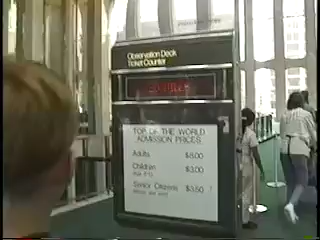 Observation Deck
Ticket Counter
TOP OF THE WORLD
ADMISSION PRICES
Adults $6.00
Children $3.00
Senior Citizens $3.50